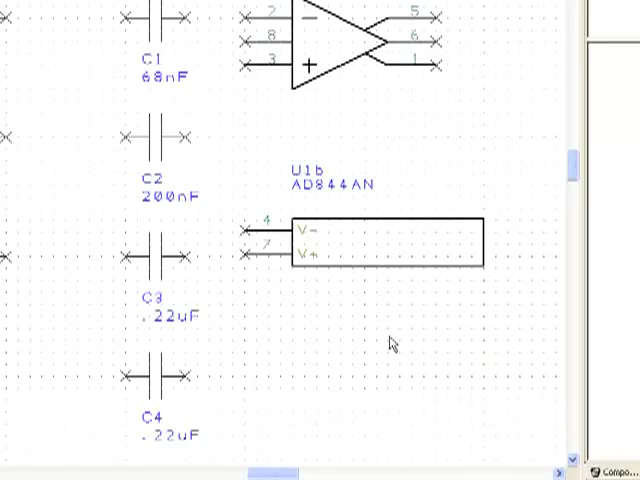 2
5
8
6
3
1
C1
68nF
C2
200nF
U1b
AD844AN
4
V-
7
V+
C3
.22uF
C4
.22uF
Compo...